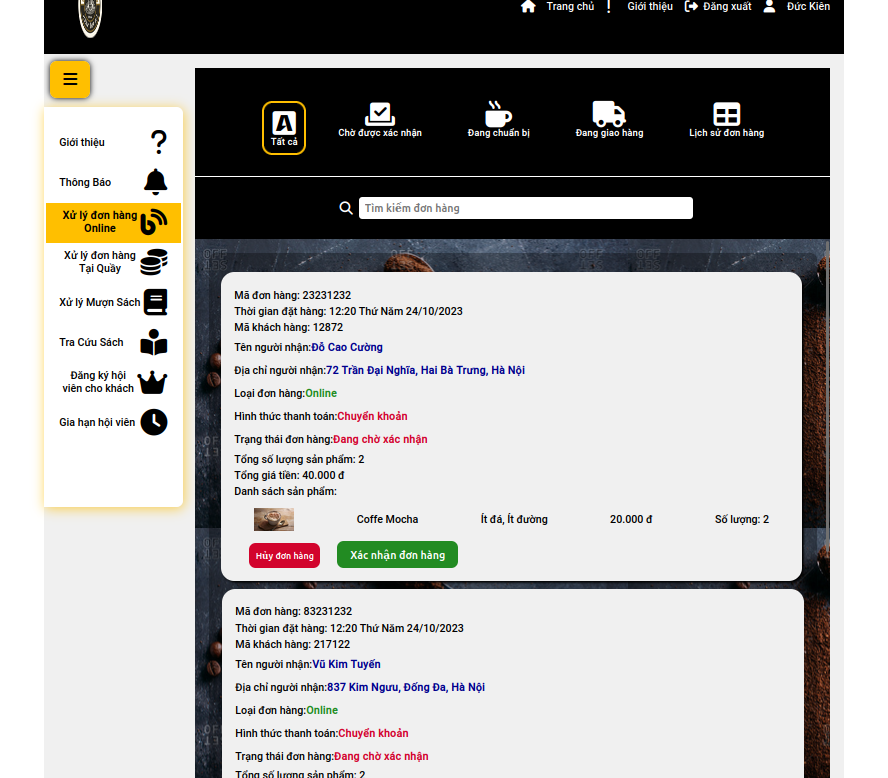 Trang chủ Giới thiệu Đăng xuất Đức Kiên
Giới thiệu
Thông Báo
Xử lý đơn hàng
Online
Xử lý đơn hàng
Tại Quầy
Xử lý Mượn Sách
Tra Cứu Sách
Đăng ký hội
viên cho khách
Gia hạn hội viên
Tất cả
Chờ được xác nhận
Đang chuẩn bị
Đang giao hàng
Lịch sử đơn hàng
Tìm kiếm đơn hàng
Mã đơn hàng: 23231232
Thời gian đặt hàng: 12:20 Thứ Năm 24/10/2023
Mã khách hàng: 12872
Tên người nhận:Đỗ Cao Cường
Địa chỉ người nhận:72 Trần Đại Nghĩa, Hai Bà Trưng, Hà Nội
Loại đơn hàng:Online
Hình thức thanh toán:Chuyển khoản
Trạng thái đơn hàng:Đang chờ xác nhận
Tổng số lượng sản phẩm: 2
Tổng giá tiền: 40.000 đ
Danh sách sản phẩm:
Coffe Mocha Ít đá, Ít đường 20.000 đ Số lượng: 2
Hủy đơn hàng Xác nhận đơn hàng
Mã đơn hàng: 83231232
Thời gian đặt hàng: 12:20 Thứ Năm 24/10/2023
Mã khách hàng: 217122
Tên người nhận:Vũ Kim Tuyến
Địa chỉ người nhận:837 Kim Ngưu, Đống Đa, Hà Nội
Loại đơn hàng:Online
Hình thức thanh toán:Chuyển khoản
Trạng thái đơn hàng:Đang chờ xác nhận
Tổng số lượng sản phẩm: 2